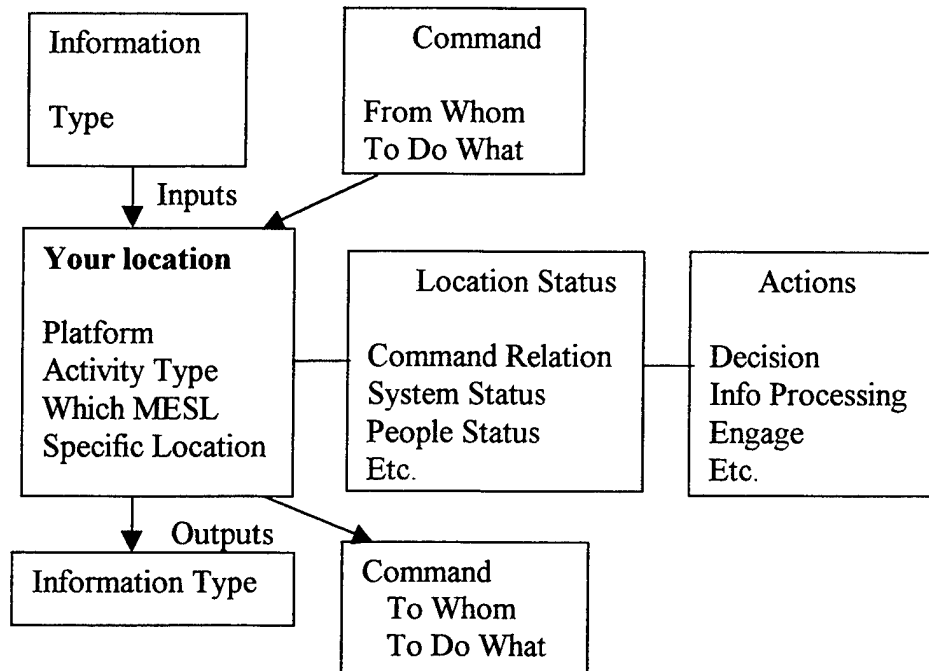 Information
Type
Command
From Whom
To Do What
Inputs
Your location
Platform
Activity Type
Which MESL
Specific Location
Location Status
Command Relation
System Status
People Status
Etc.
Actions
Decision
Info Processing
Engage
Etc.
Outputs
Information Type
Command
To Whom
To Do What